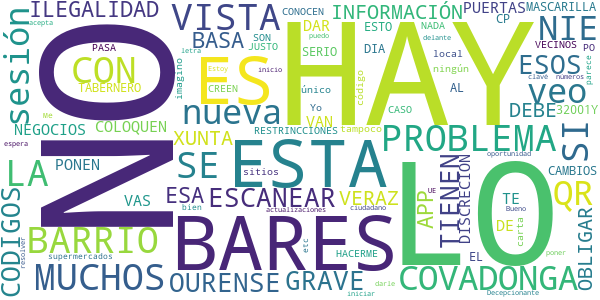 ILEGALIDAD
VISTA
CONOCEN
DAR
INFORMACIÓN
PUERTAS
MASCARILLA
CP
NIE
sesión
acepta
NO
PASA
CON
TABERNERO
BASA
SON
JUSTO
letra
imagino
Estoy
CREEN
ES
inicio
nueva
HAY
SERIO
ESTO
DIA
NADA
puedo
delante
local
ningún
único
Yo
código
VAN
CASO
AL
VECINOS
PO
ESOS
parece
veo
clavé
números
DEBE
32001Y
Me
NEGOCIOS
COLOQUEN
XUNTA
RESTRINCCIONES
tampoco
PROBLEMA
SI
espera
LA
PONEN
SE
ESTA
LO
oportunidad
CAMBIOS
sitios
VAS
ESA
ESCANEAR
VERAZ
APP
UE
TIENEN
DISCRECIÓN
TE
Bueno
DE
carta
QR
OBLIGAR
CODIGOS
resolver
BARRIO
bien
actualizaciones
ciudadano
BARES
etc
HACERME
EL
poner
supermercados
MUCHOS
OURENSE
GRAVE
iniciar
darle
COVADONGA
Decepcionante